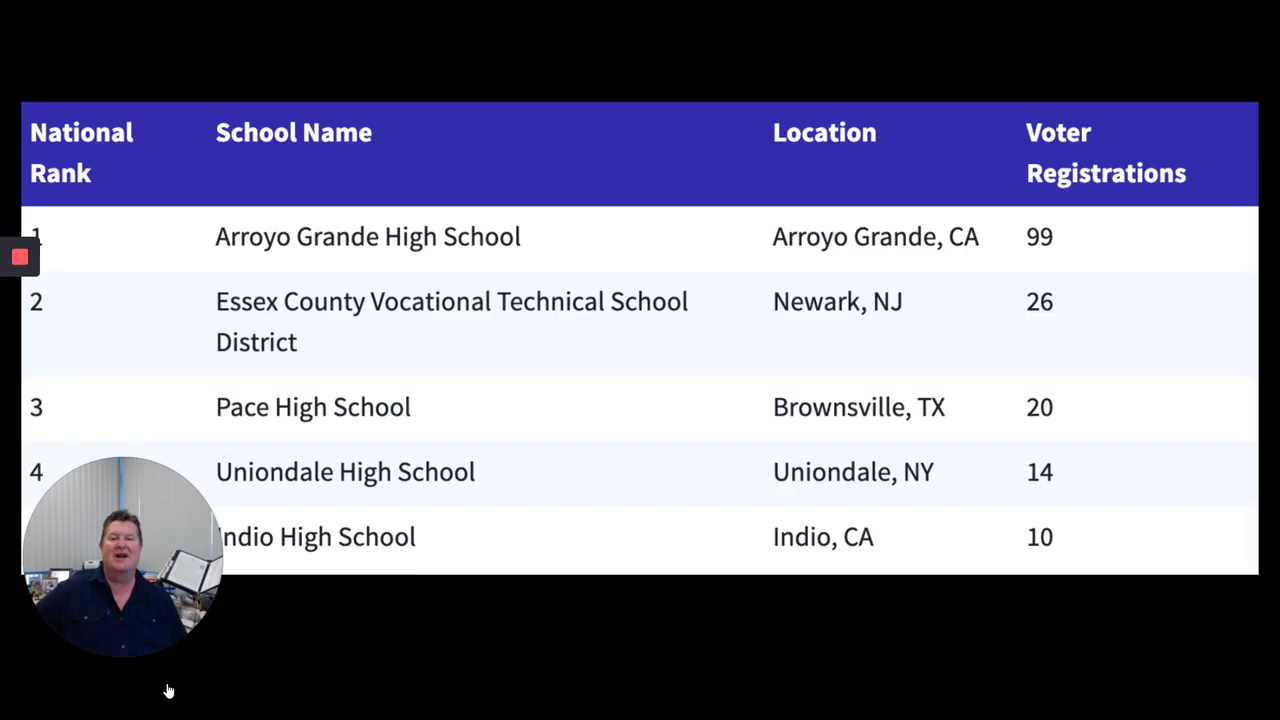 National Rank School Name Location Voter Registrations
1 Arroyo Grande High School Arroyo Grande, CA 99
2 Essex County Vocational Technical School District Newark, NJ 26
3 Pace High School Brownsville, TX 20
4 Uniondale High School Uniondale, NY 14
Indio High School Indio, CA 10